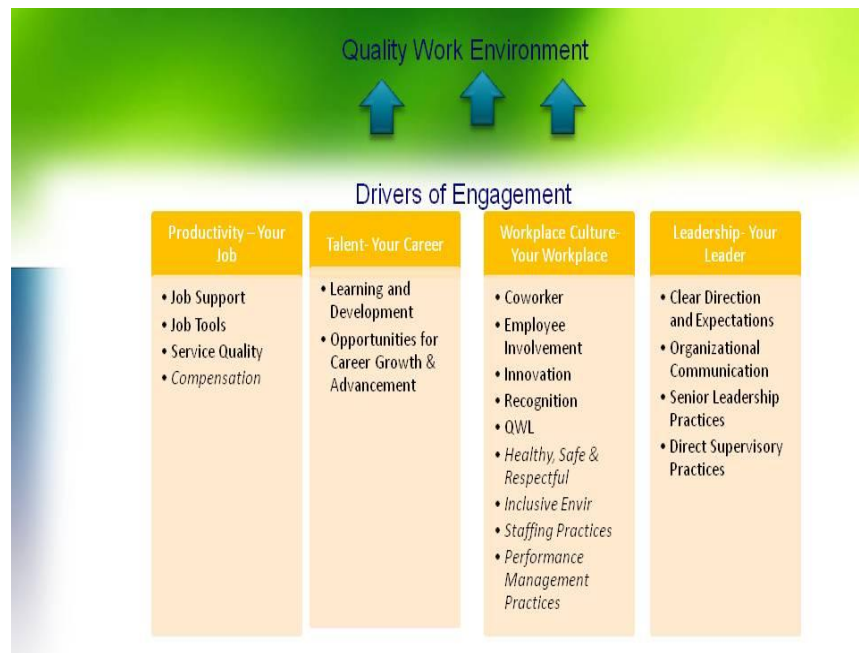 Quality Work Environment
Drivers of Engagement
Productivity – Your
Job
• Job Support
• Job Tools
• Service Quality
• Compensation
Talent- Your Career
• Learning and
Development
• Opportunities for
Career Growth &
Advancement
Workplace Culture-
Your Workplace
• Coworker
• Employee
Involvement
• Innovation
• Recognition
• QWL
• Healthy, Safe &
Respectful
• Inclusive Envir
• Staffing Practices
• Performance
Management
Practices
Leadership- Your
Leader
• Clear Direction
and Expectations
• Organizational
Communication
• Senior Leadership
Practices
• Direct Supervisory
Practices